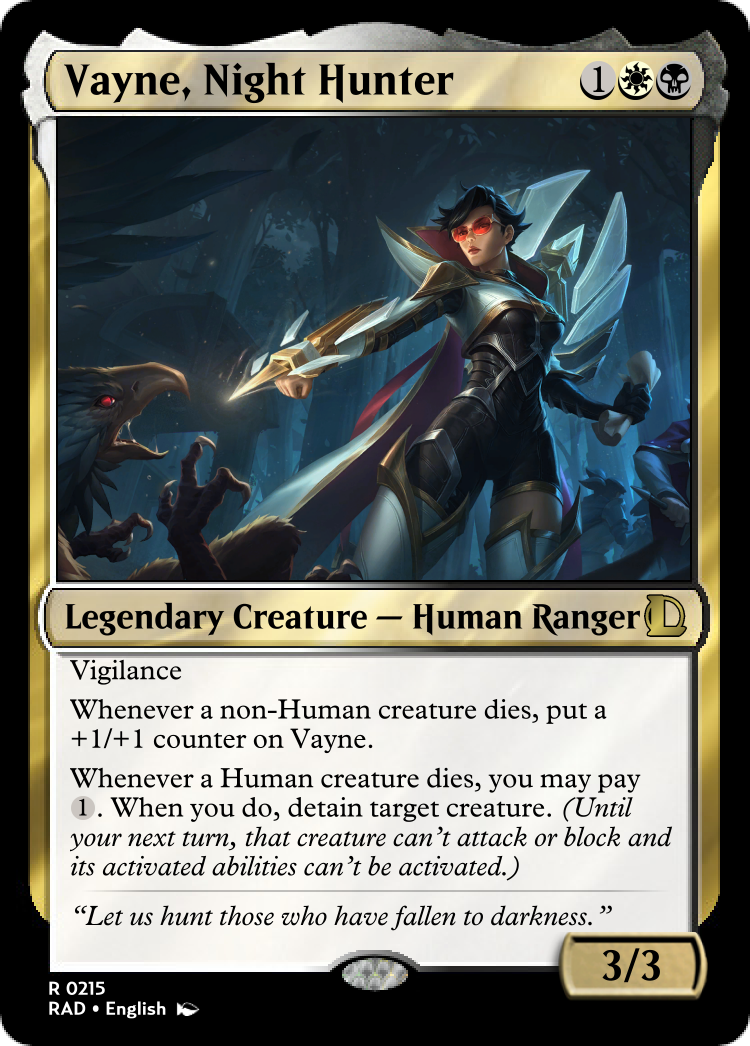 Vayne, Night Hunter 1
Legendary Creature — Human Ranger
Vigilance
Whenever a non-Human creature dies, put a
+1/+1 counter on Vayne.
Whenever a Human creature dies, you may pay
1. When you do, detain target creature. (Until
your next turn, that creature can't attack or block and
its activated abilities can't be activated.)
“Let us hunt those who have fallen to darkness.”
3/3
R 0215
RAD • English